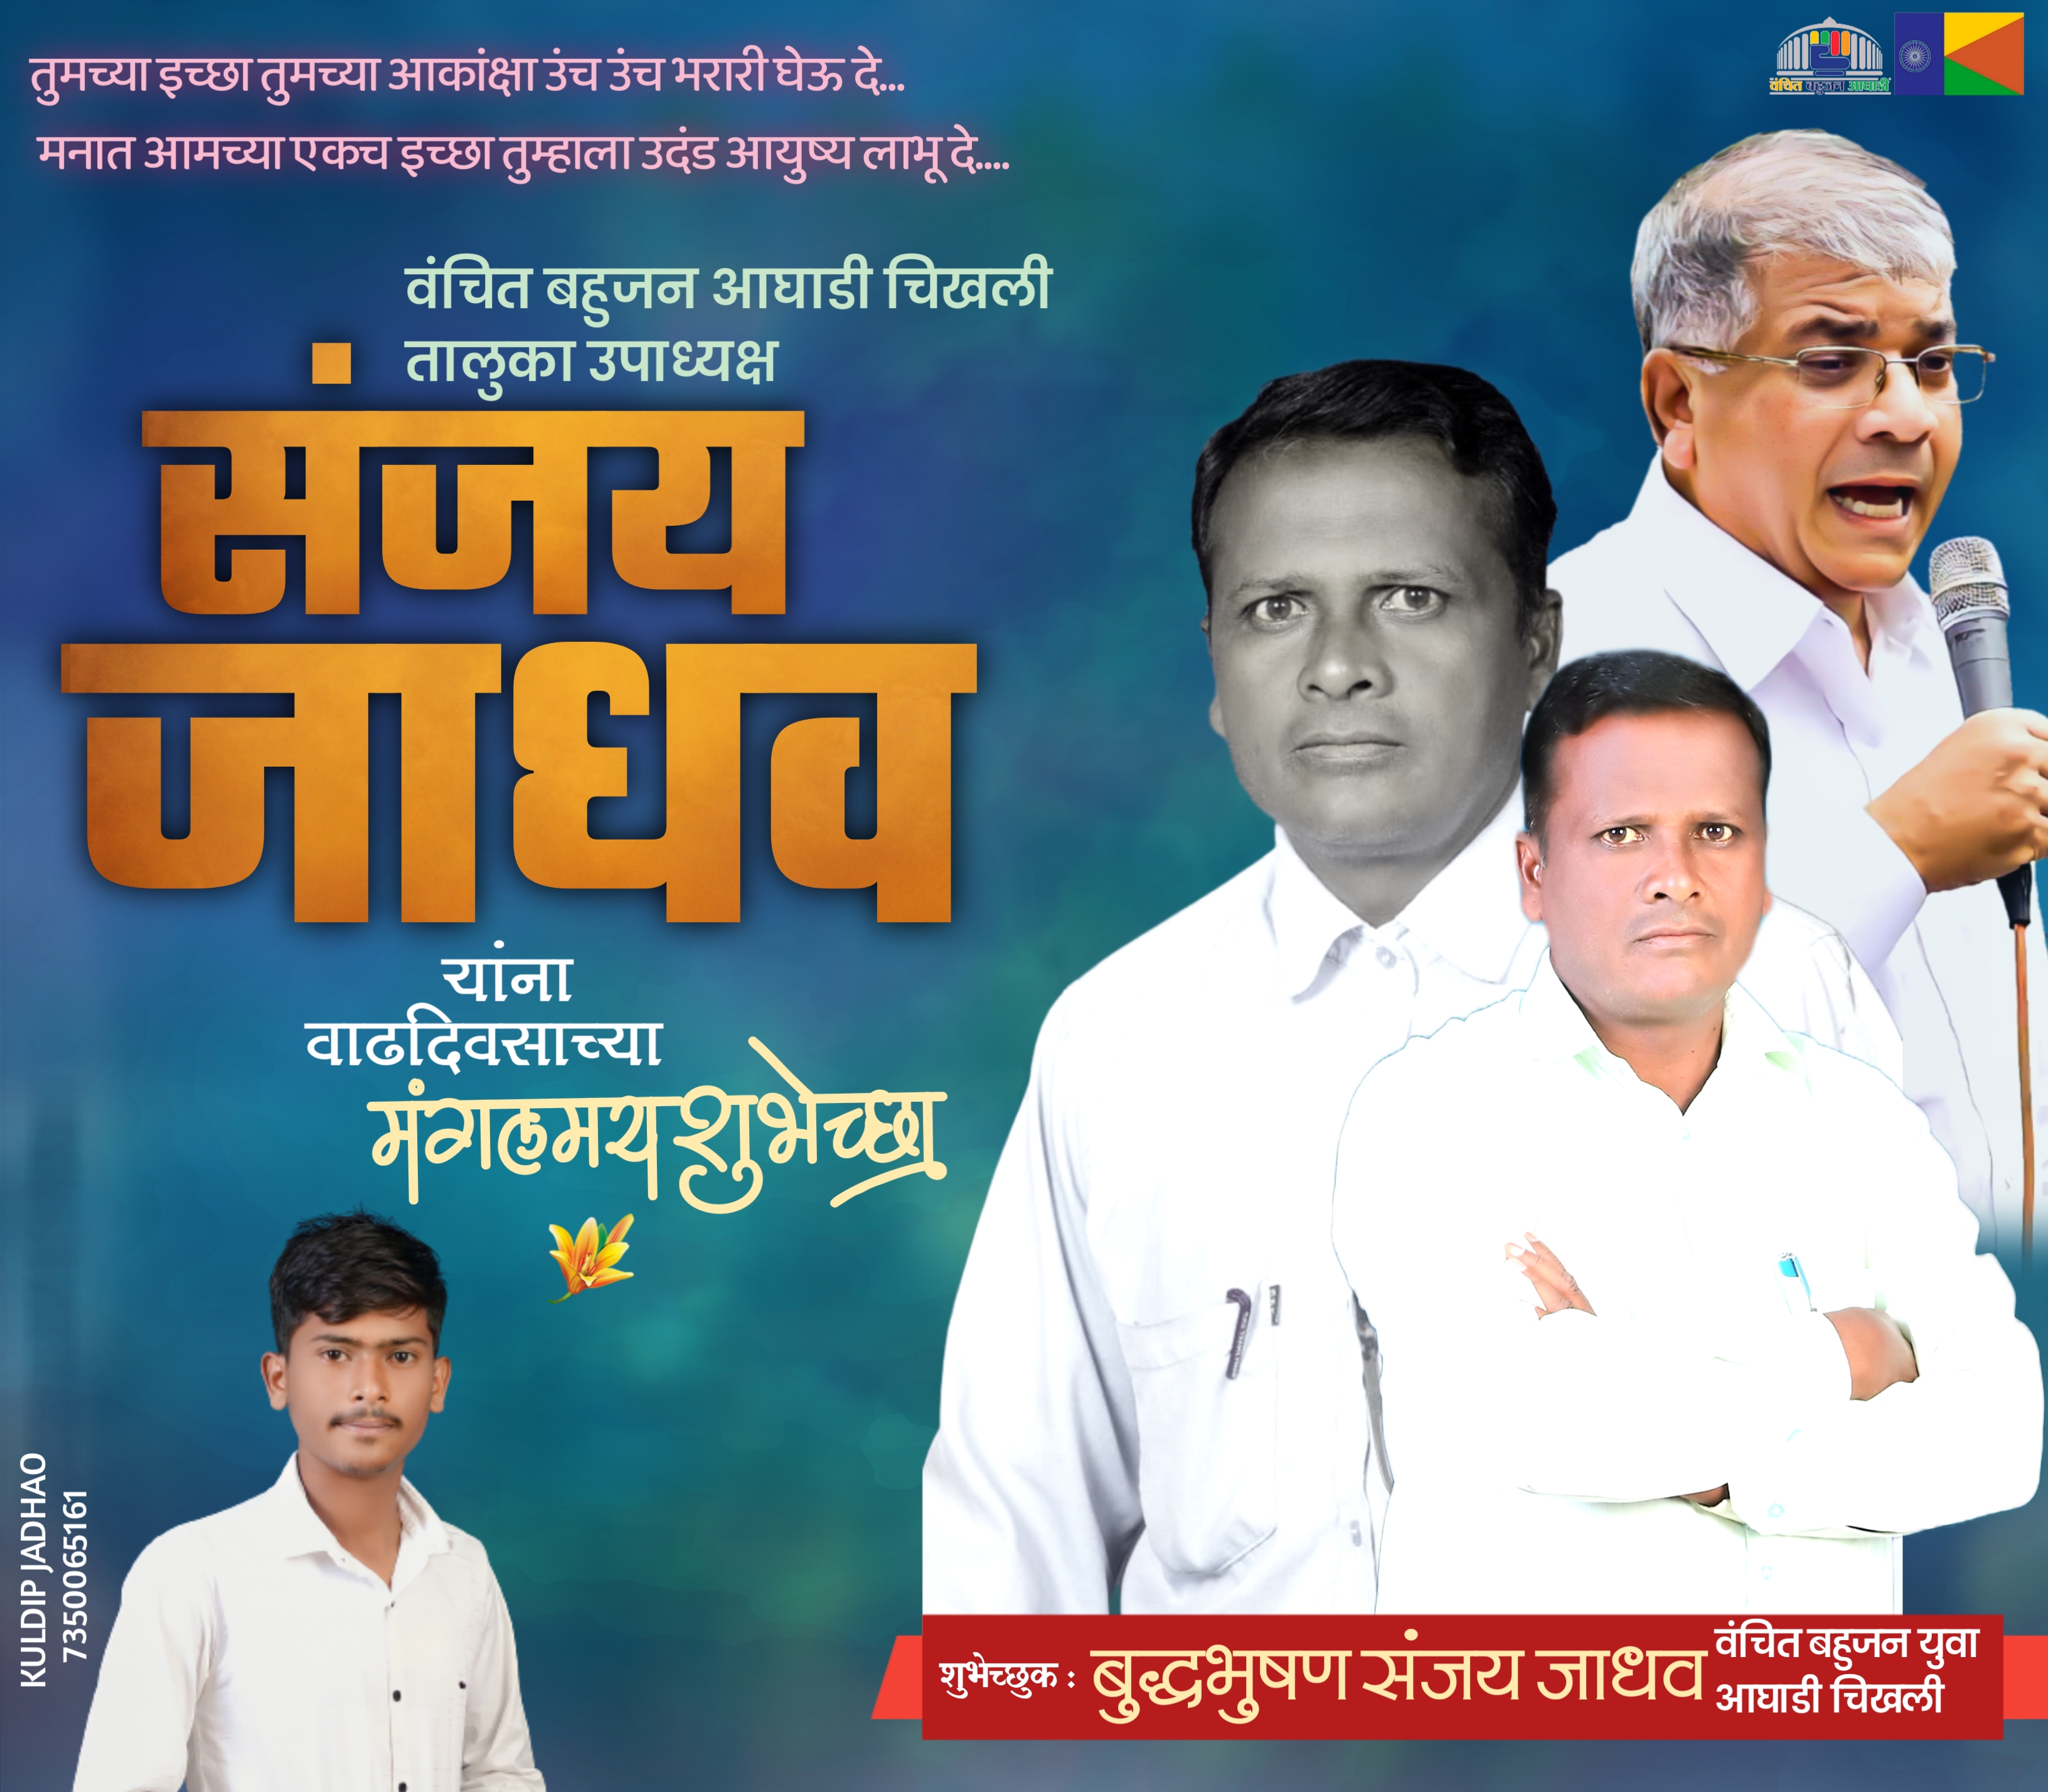 तुमच्या इच्छा तुमच्या आकांक्षा उंच उंच भरारी घेऊ दे...
मनात आमच्या एकच इच्छा तुम्हाला उदंड आयुष्य लाभू दे....
वंचित बहुजन आघाडी
वंचित बहुजन आघाडी चिखली
तालुका उपाध्यक्ष
संजय
जाधव
यांना
वाढदिवसाच्या
मंगलमय शुभेच्छा
KULDIP JADHAO
7350065161
शुभेच्छुक : बुद्धभुषण संजय जाधव
वंचित बहुजन युवा
आघाडी चिखली